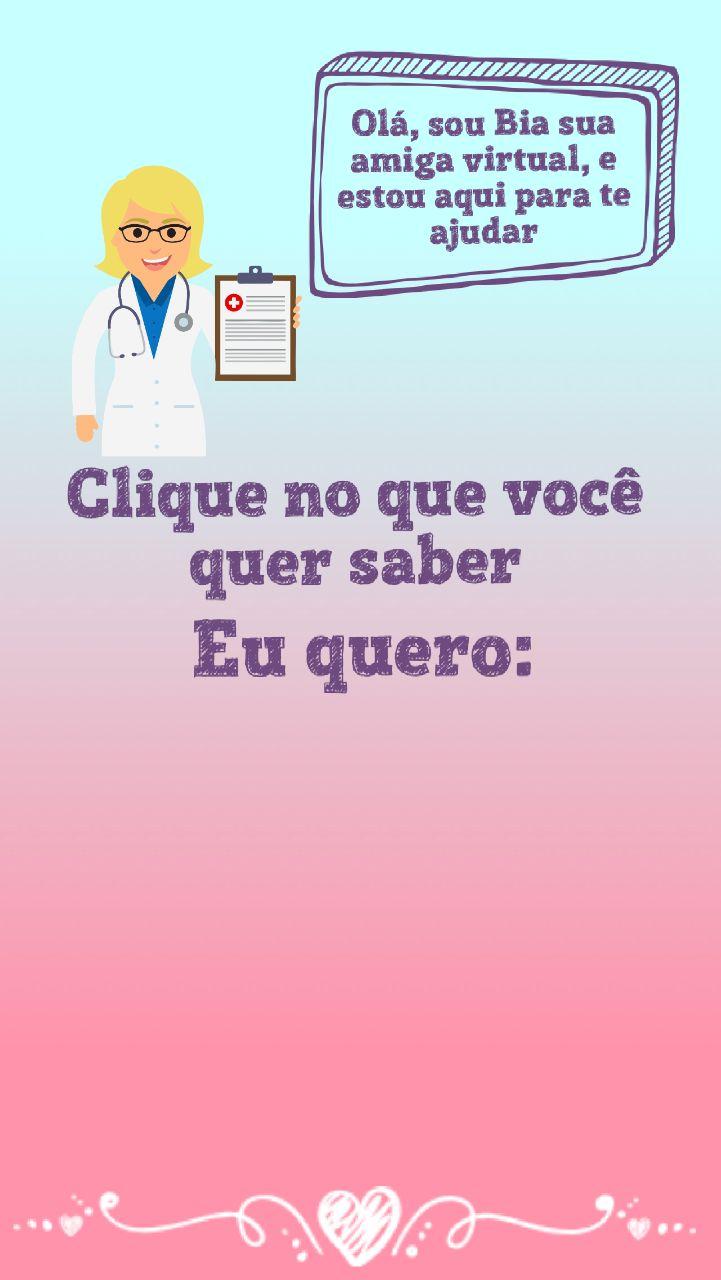 Olá, sou Bia sua
amiga virtual, e
estou aqui para te
ajudar
Clique no que você
quer saber
Eu quero: